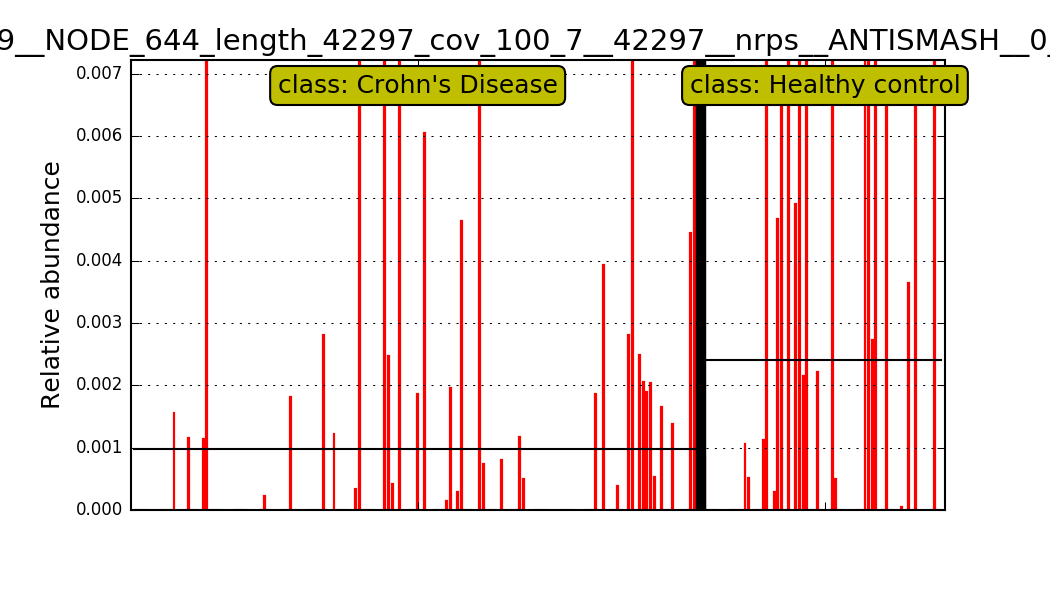 9__NODE_644_length_42297_cov_100_7__42297__nrps__ANTISMASH__0_
class: Crohn's Disease
class: Healthy control
Relative abundance
0.007
0.006
0.005
0.004
0.003
0.002
0.001
0.000